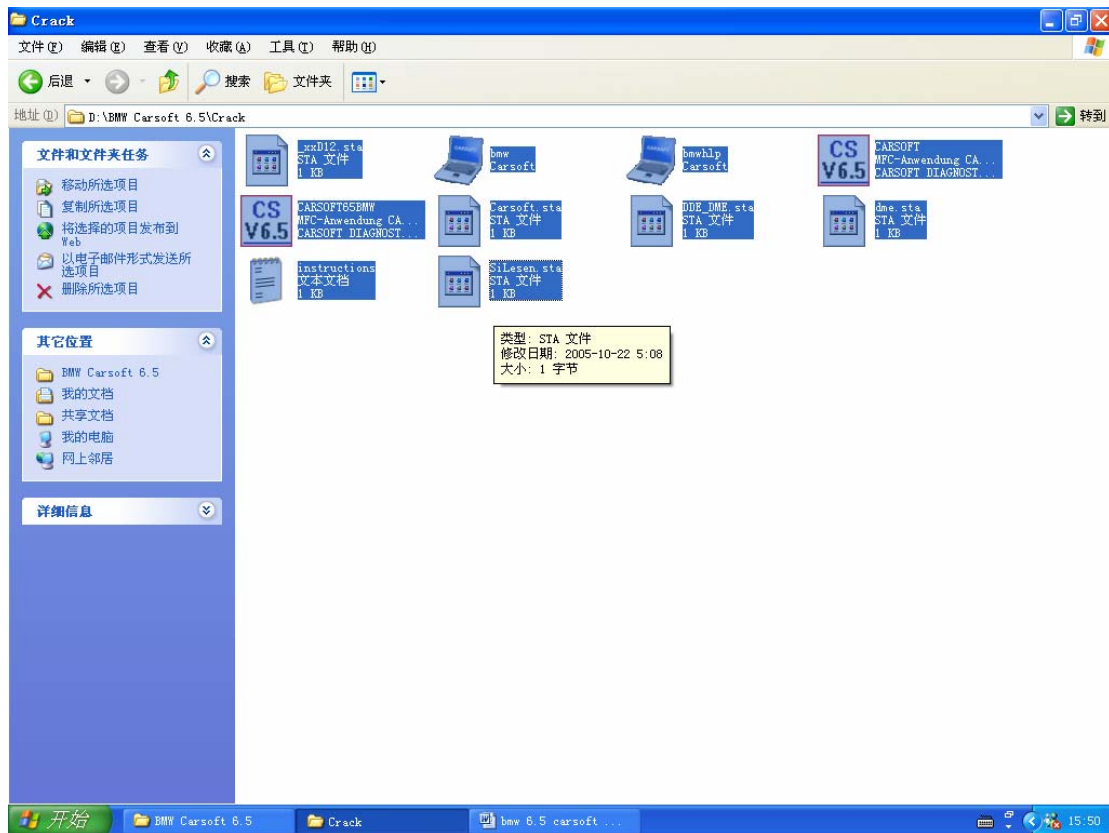 Crack
文件(F) 编辑(E) 查看(V) 收藏(A) 工具(T) 帮助(H)
后退 搜索 文件夹
地址(D) D:\BMW Carsoft 6.5\Crack 转到
文件和文件夹任务
移动所选项目
复制所选项目
将选择的项目发布到
Web
以电子邮件形式发送所
选项目
删除所选项目
其它位置
BMW Carsoft 6.5
我的文档
共享文档
我的电脑
网上邻居
详细信息
_xxD12.sta
STA 文件
1 KB
bmw
Carsoft
bmwhlp
Carsoft
CS
V6.5
CARSOFT
MFC-Anwendung CA...
CARSOFT DIAGNOST...
CS
V6.5
CARSOFT65BMW
MFC-Anwendung CA...
CARSOFT DIAGNOST...
Carsoft.sta
STA 文件
1 KB
DDE_DME.sta
STA 文件
1 KB
dme.sta
STA 文件
1 KB
instructions
文本文档
1 KB
SiLesen.sta
STA 文件
1 KB
类型: STA 文件
修改日期: 2005-10-22 5:08
大小: 1 字节
开始 BMW Carsoft 6.5 Crack bmw 6.5 carsoft ... 15:50